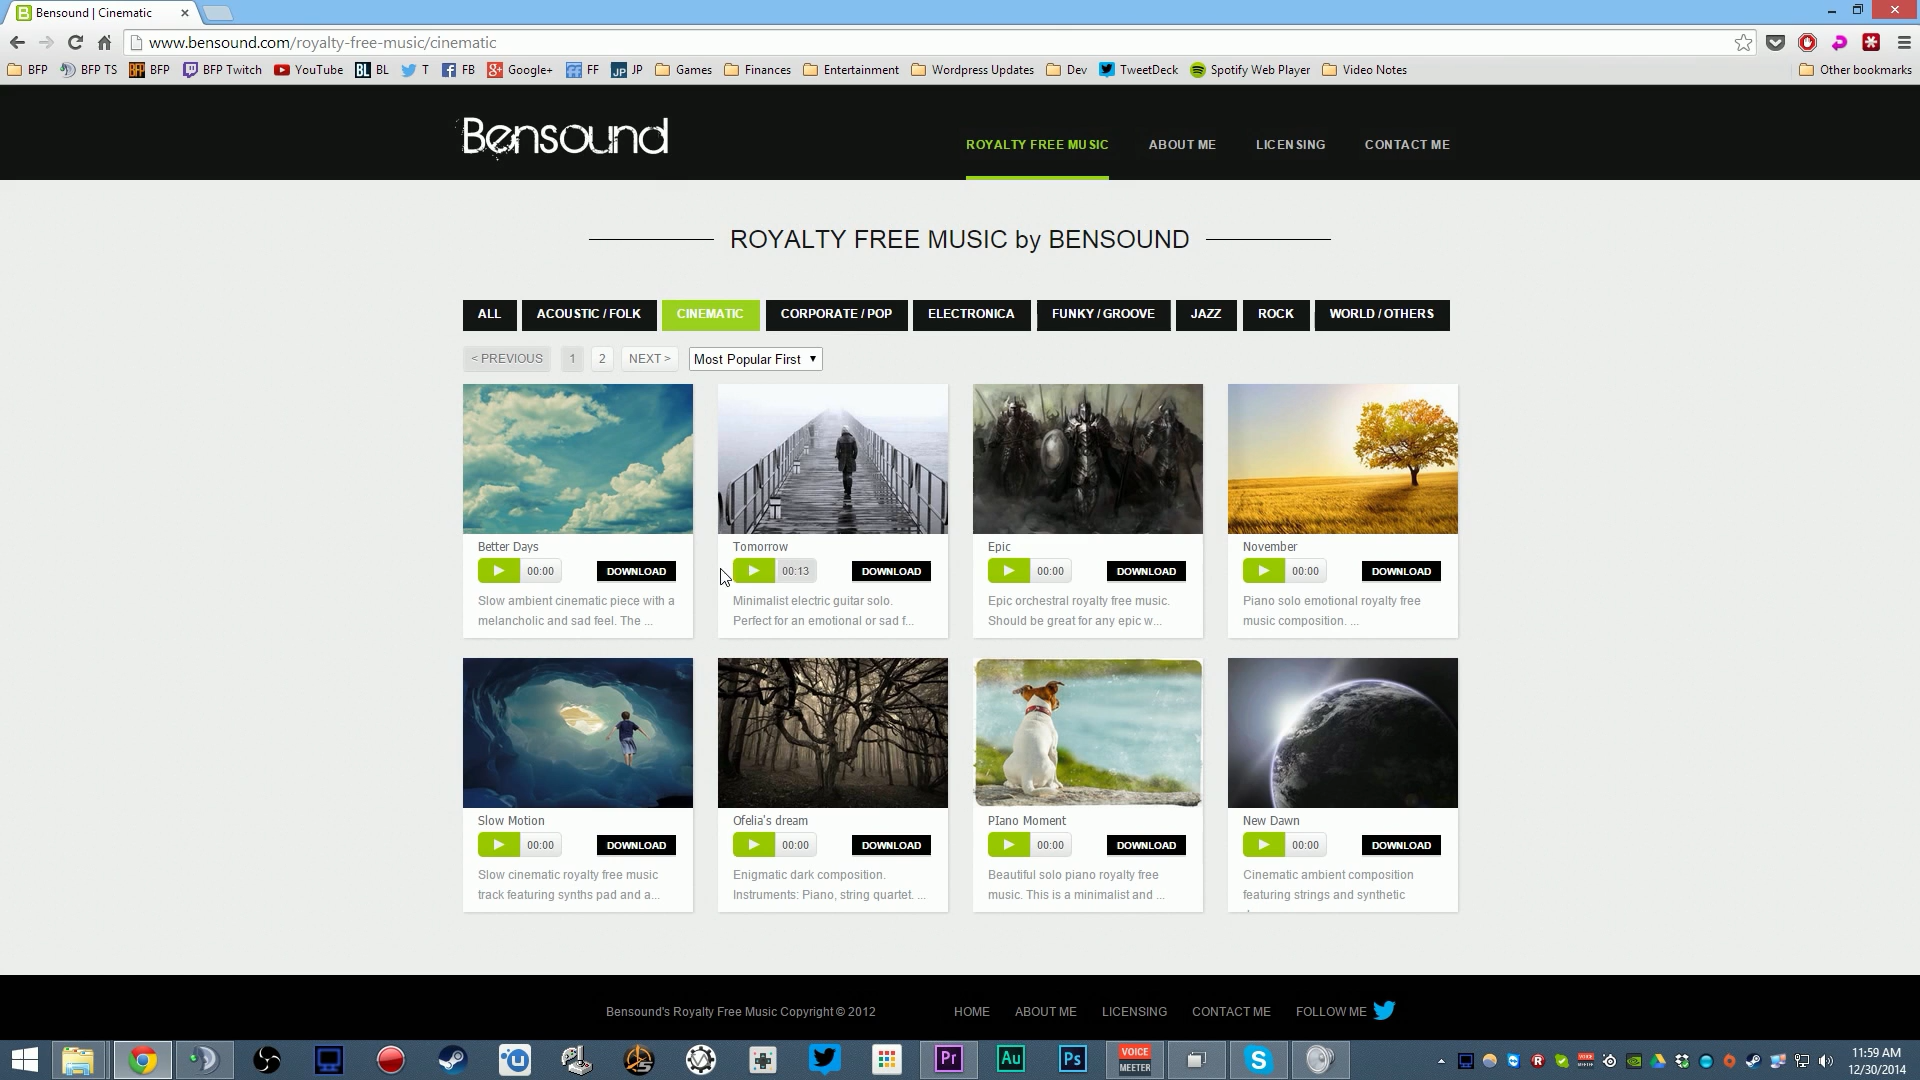 Bensound | Cinematic
www.bensound.com/royalty-free-music/cinematic
BFP BFP TS BFP BFP Twitch YouTube BL T FB Google+ FF JP Games Finances Entertainment Wordpress Updates Dev TweetDeck Spotify Web Player Video Notes Other bookmarks
Bensound
ROYALTY FREE MUSIC ABOUT ME LICENSING CONTACT ME
ROYALTY FREE MUSIC by BENSOUND
ALL ACOUSTIC / FOLK CINEMATIC CORPORATE / POP ELECTRONICA FUNKY / GROOVE JAZZ ROCK WORLD / OTHERS
< PREVIOUS 1 2 NEXT > Most Popular First
Better Days
00:00 DOWNLOAD
Slow ambient cinematic piece with a
melancholic and sad feel. The ...
Tomorrow
00:13 DOWNLOAD
Minimalist electric guitar solo.
Perfect for an emotional or sad f...
Epic
00:00 DOWNLOAD
Epic orchestral royalty free music.
Should be great for any epic w...
November
00:00 DOWNLOAD
Piano solo emotional royalty free
music composition. ...
Slow Motion
00:00 DOWNLOAD
Slow cinematic royalty free music
track featuring synths pad and a...
Ofelia's dream
00:00 DOWNLOAD
Enigmatic dark composition.
Instruments: Piano, string quartet. ...
PIano Moment
00:00 DOWNLOAD
Beautiful solo piano royalty free
music. This is a minimalist and ...
New Dawn
00:00 DOWNLOAD
Cinematic ambient composition
featuring strings and synthetic
Bensound's Royalty Free Music Copyright © 2012 HOME ABOUT ME LICENSING CONTACT ME FOLLOW ME
Pr Au Ps VOICE MEETER
11:59 AM
12/30/2014